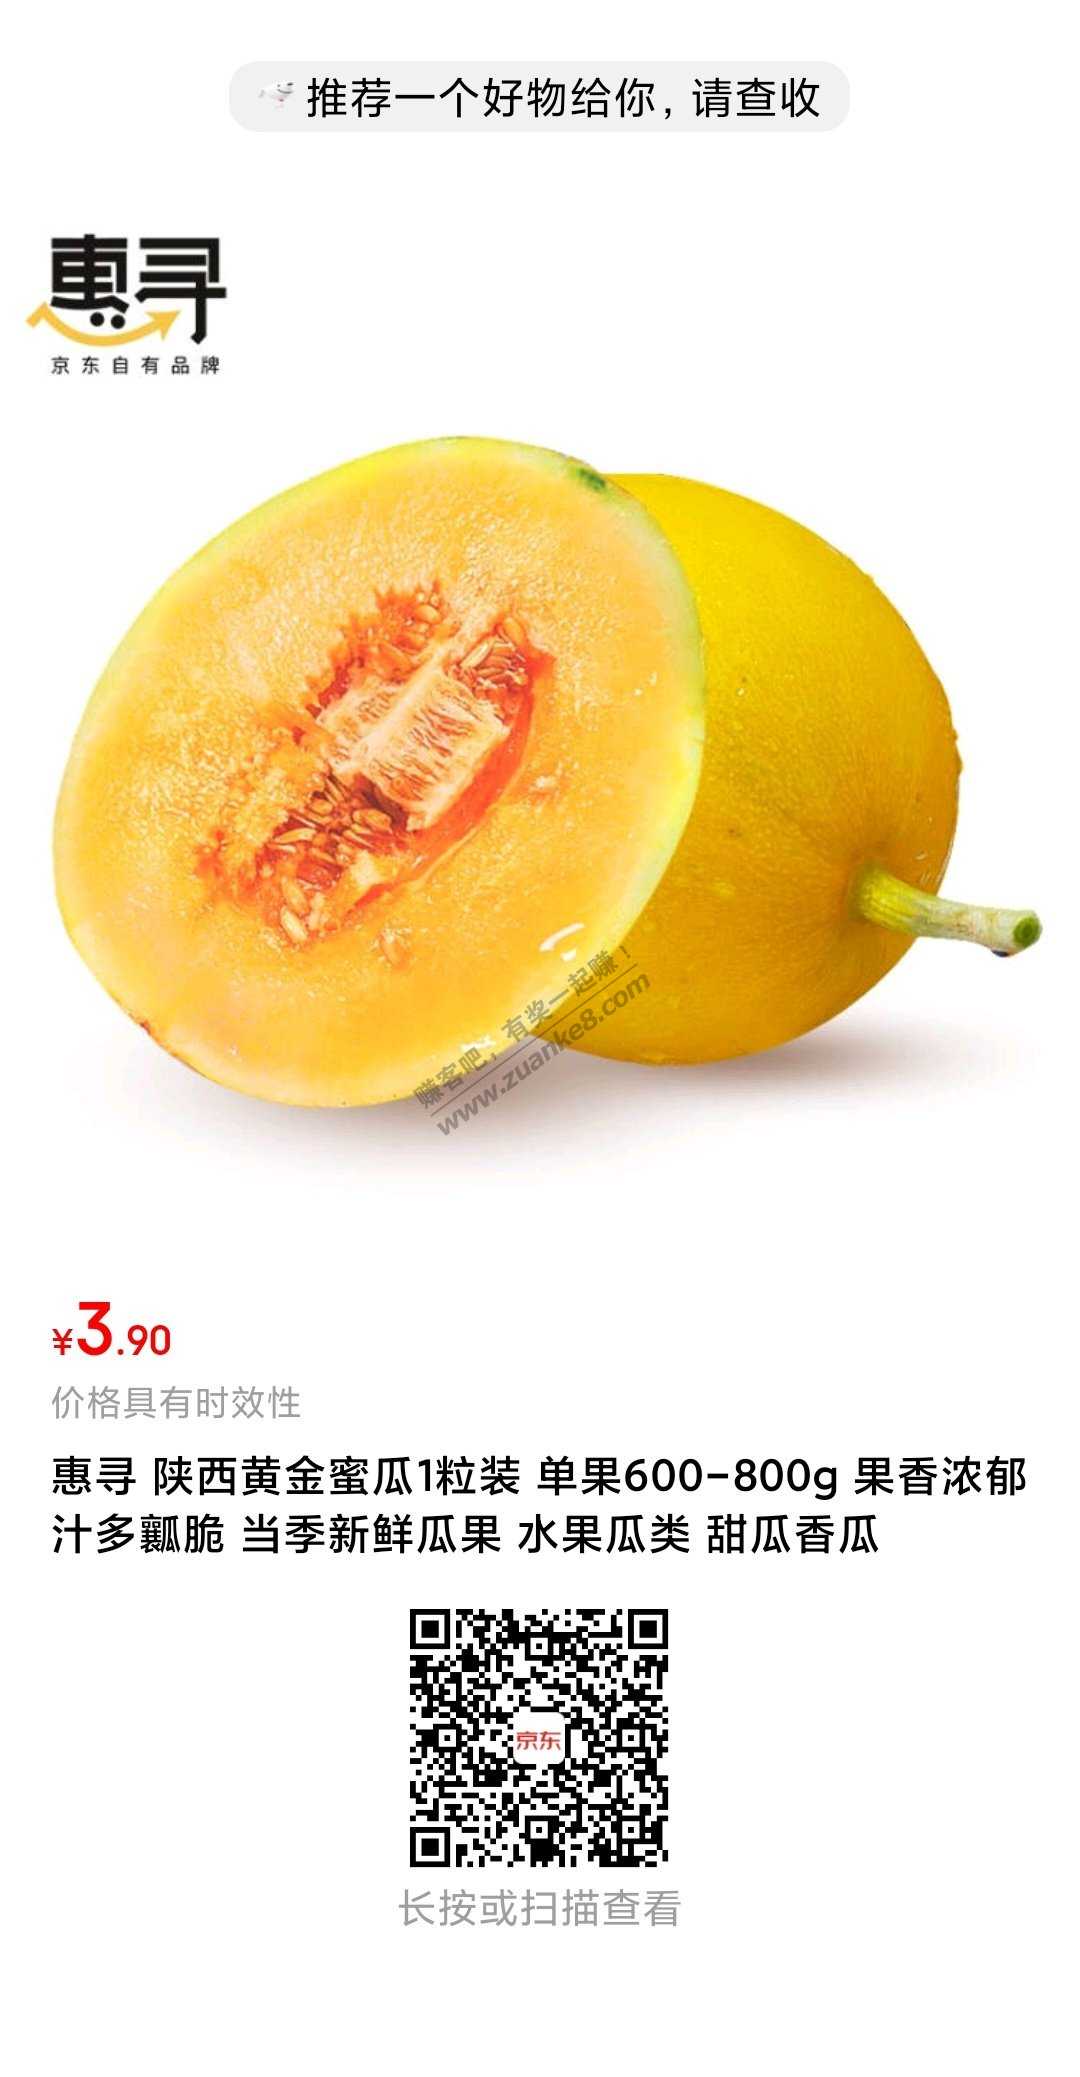 推荐一个好物给你，请查收
惠寻
京东自有品牌
赚客吧，有奖一起赚！
www.zuanke8.com
¥3.90
价格具有时效性
惠寻 陕西黄金蜜瓜1粒装 单果600-800g 果香浓郁
汁多瓤脆 当季新鲜瓜果 水果瓜类 甜瓜香瓜
京东
长按或扫描查看